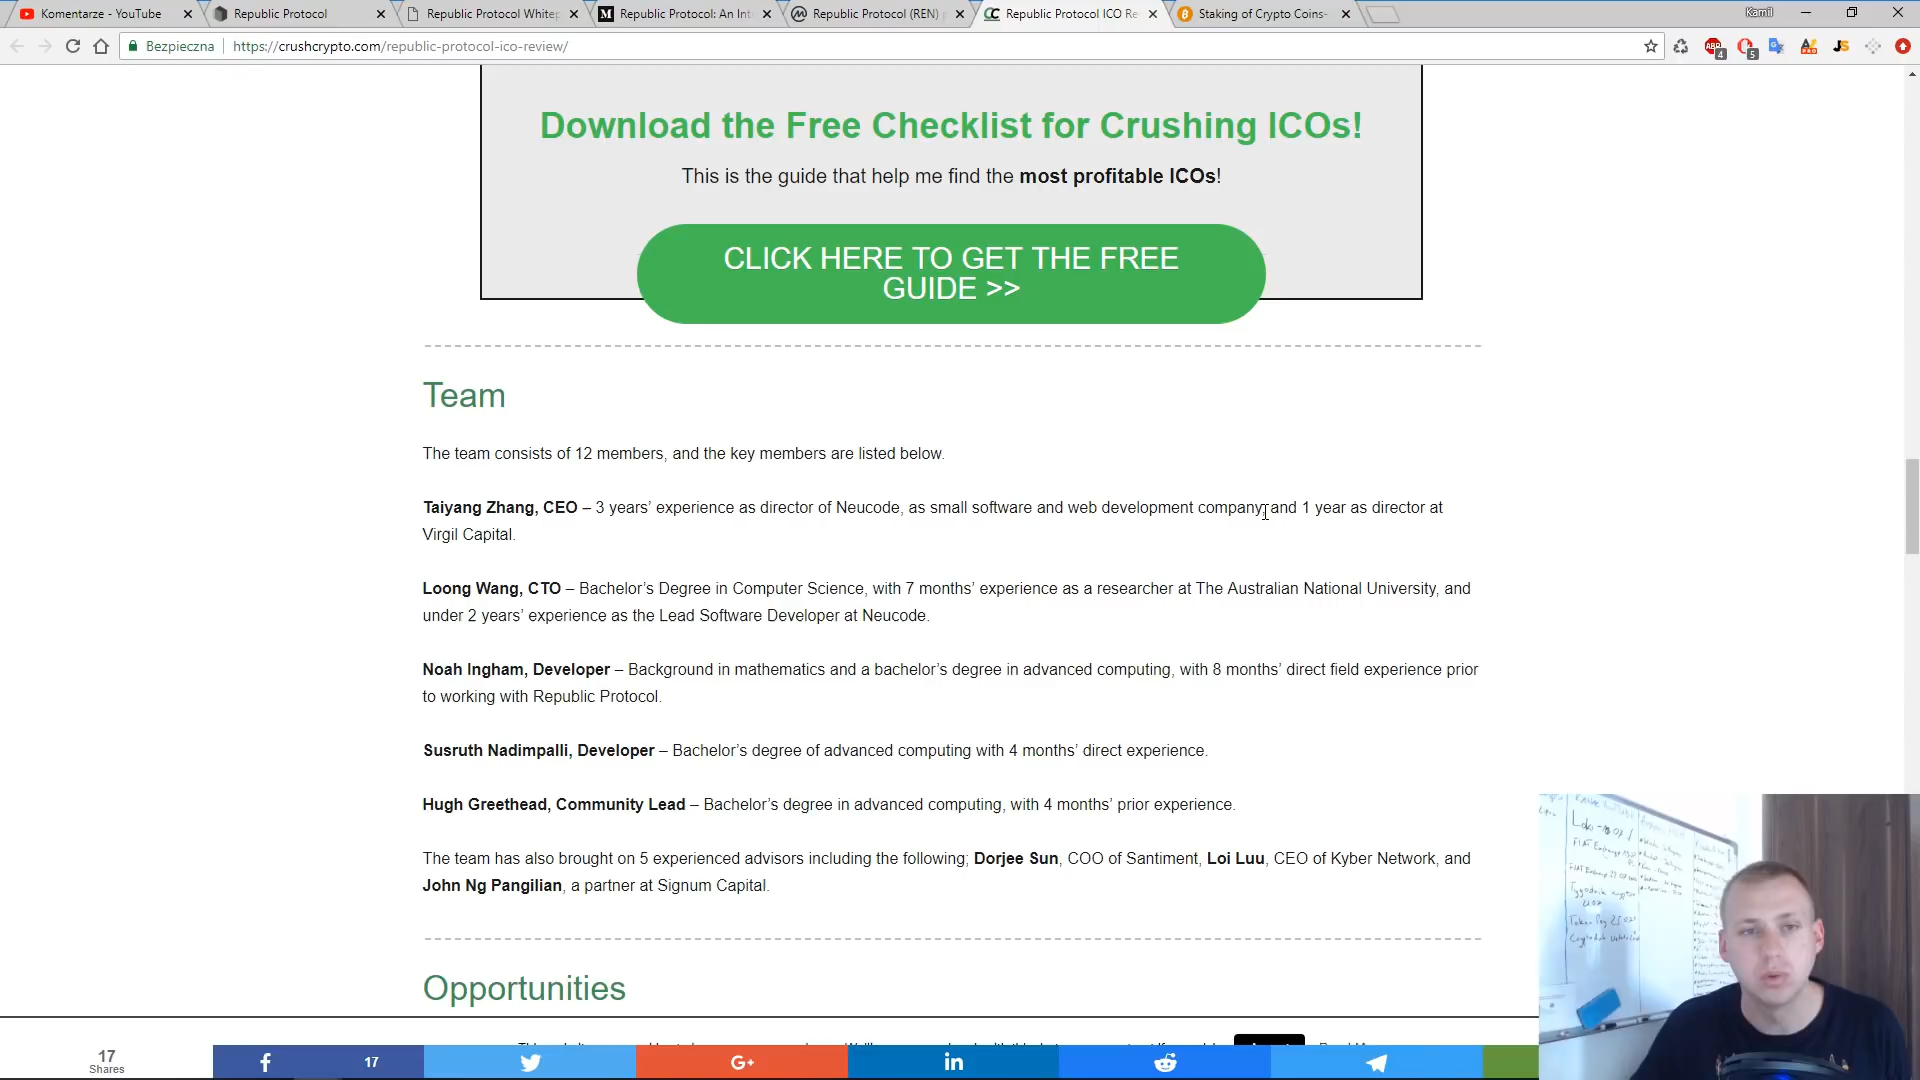 Komentarze - YouTube
Republic Protocol
Republic Protocol Whitep
Republic Protocol: An Int
Republic Protocol (REN)
Republic Protocol ICO Re
Staking of Crypto Coins-
Kamil
Bezpieczna
https://crushcrypto.com/republic-protocol-ico-review/
Download the Free Checklist for Crushing ICOs!
This is the guide that help me find the most profitable ICOs!
CLICK HERE TO GET THE FREE
GUIDE >>
Team
The team consists of 12 members, and the key members are listed below.
Taiyang Zhang, CEO – 3 years’ experience as director of Neucode, as small software and web development company, and 1 year as director at
Virgil Capital.
Loong Wang, CTO – Bachelor’s Degree in Computer Science, with 7 months’ experience as a researcher at The Australian National University, and
under 2 years’ experience as the Lead Software Developer at Neucode.
Noah Ingham, Developer – Background in mathematics and a bachelor’s degree in advanced computing, with 8 months’ direct field experience prior
to working with Republic Protocol.
Susruth Nadimpalli, Developer – Bachelor’s degree of advanced computing with 4 months’ direct experience.
Hugh Greethead, Community Lead – Bachelor’s degree in advanced computing, with 4 months’ prior experience.
The team has also brought on 5 experienced advisors including the following; Dorjee Sun, COO of Santiment, Loi Luu, CEO of Kyber Network, and
John Ng Pangilian, a partner at Signum Capital.
Opportunities
17
Shares
17